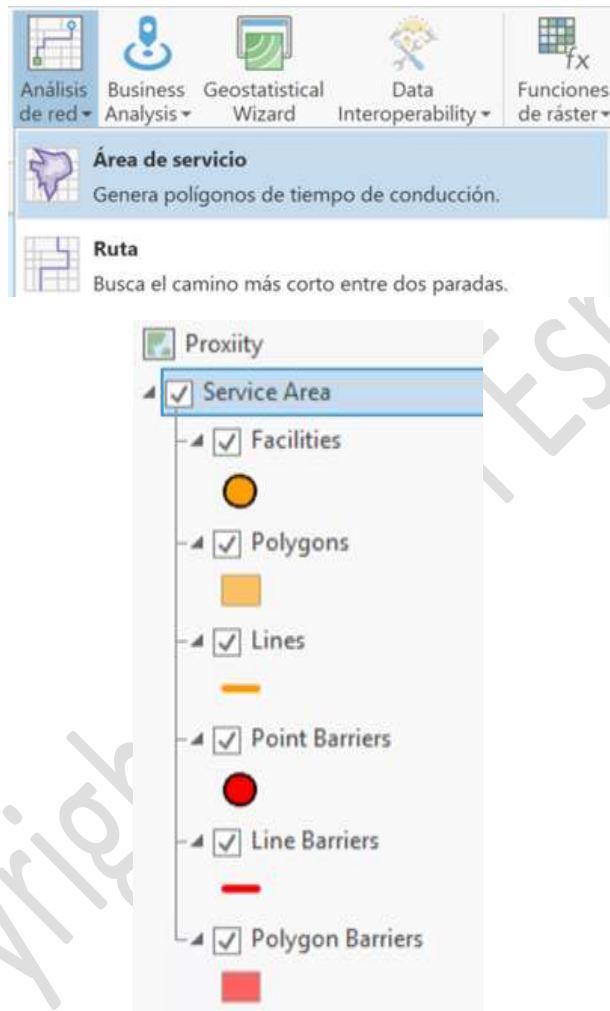 Análisis de red
Business Analysis
Geostatistical Wizard
Data Interoperability
Funciones de ráster
Área de servicio
Genera polígonos de tiempo de conducción.
Ruta
Busca el camino más corto entre dos paradas.
Proxiity
Service Area
Facilities
Polygons
Lines
Point Barriers
Line Barriers
Polygon Barriers